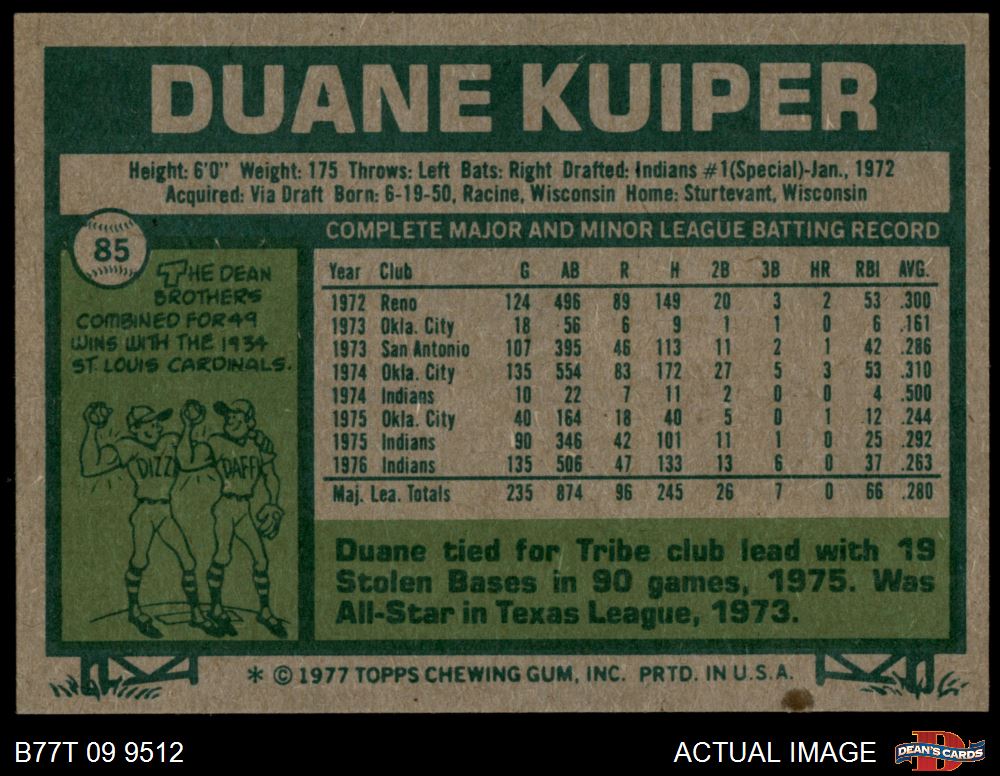 DUANE KUIPER
Height: 6'0" Weight: 175 Throws: Left Bats: Right Drafted: Indians #1(Special)-Jan., 1972
Acquired: Via Draft Born: 6-19-50, Racine, Wisconsin Home: Sturtevant, Wisconsin
85
THE DEAN
BROTHERS
COMBINED FOR 49
WINS WITH THE 1934
ST. LOUIS CARDINALS.
DIZZ DAFF
COMPLETE MAJOR AND MINOR LEAGUE BATTING RECORD
Year Club G AB R H 2B 3B HR RBI AVG.
1972 Reno 124 496 89 149 20 3 2 53 .300
1973 Okla. City 18 56 6 9 1 1 0 6 .161
1973 San Antonio 107 395 46 113 11 2 1 42 .286
1974 Okla. City 135 554 83 172 27 5 3 53 .310
1974 Indians 10 22 7 11 2 0 0 4 .500
1975 Okla. City 40 164 18 40 5 0 1 12 .244
1975 Indians 90 346 42 101 11 1 0 25 .292
1976 Indians 135 506 47 133 13 6 0 37 .263
Maj. Lea. Totals 235 874 96 245 26 7 0 66 .280
Duane tied for Tribe club lead with 19
Stolen Bases in 90 games, 1975. Was
All-Star in Texas League, 1973.
* © 1977 TOPPS CHEWING GUM, INC. PRTD. IN U.S.A.
B77T 09 9512
ACTUAL IMAGE
D
DEAN'S CARDS